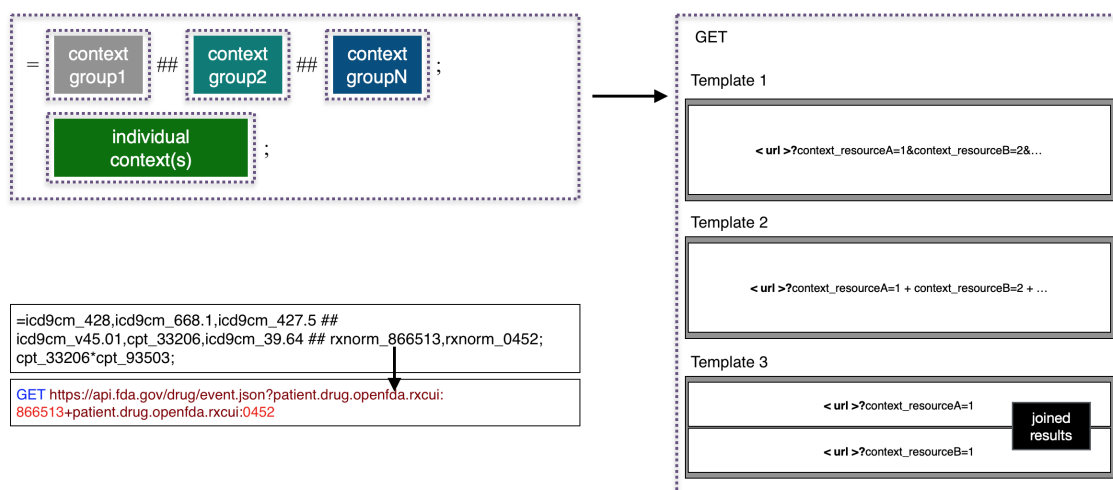 = context group1 ## context group2 ## context groupN ;
individual context(s) ;
=icd9cm_428,icd9cm_668.1,icd9cm_427.5 ##
icd9cm_v45.01,cpt_33206,icd9cm_39.64 ## rxnorm_866513,rxnorm_0452;
cpt_33206*cpt_93503;
GET https://api.fda.gov/drug/event.json?patient.drug.openfda.rxcui:
866513+patient.drug.openfda.rxcui:0452
GET
Template 1
< url >?context_resourceA=1&context_resourceB=2&…
Template 2
< url >?context_resourceA=1 + context_resourceB=2 + …
Template 3
< url >?context_resourceA=1
joined
results
< url >?context_resourceB=1